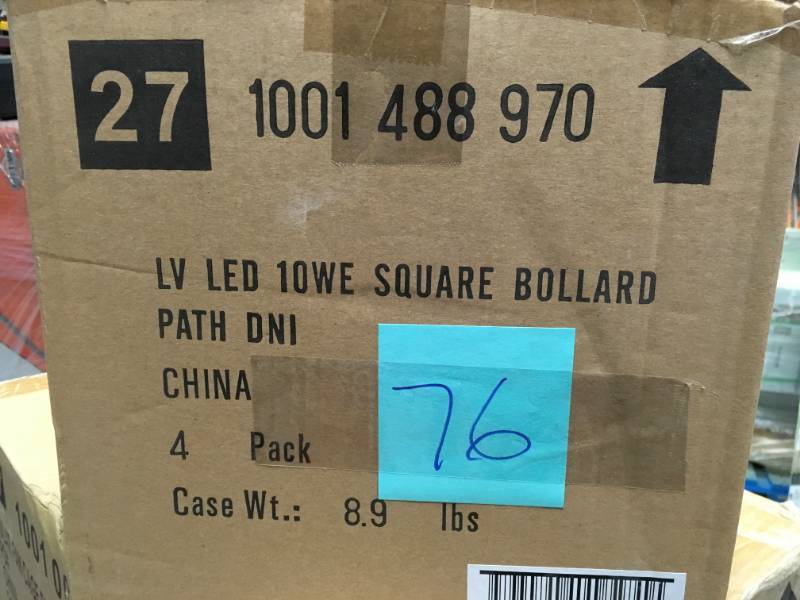 27 1001 488 970
LV LED 10WE SQUARE BOLLARD
PATH DNI
CHINA
76
4 Pack
Case Wt.: 8.9 lbs